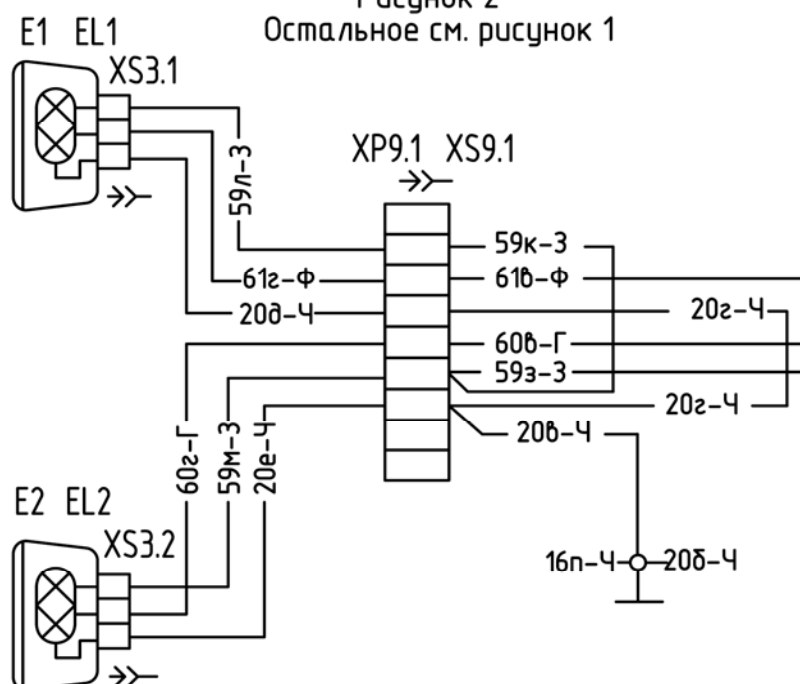 Рисунок 2
Остальное см. рисунок 1
E1 EL1
XS3.1
59л-З
XP9.1 XS9.1
59к-З
61г-Ф
61в-Ф
20д-Ч
20г-Ч
60в-Г
59з-З
20г-Ч
20в-Ч
60г-Г
59м-З
20е-Ч
E2 EL2
XS3.2
16п-Ч
20б-Ч